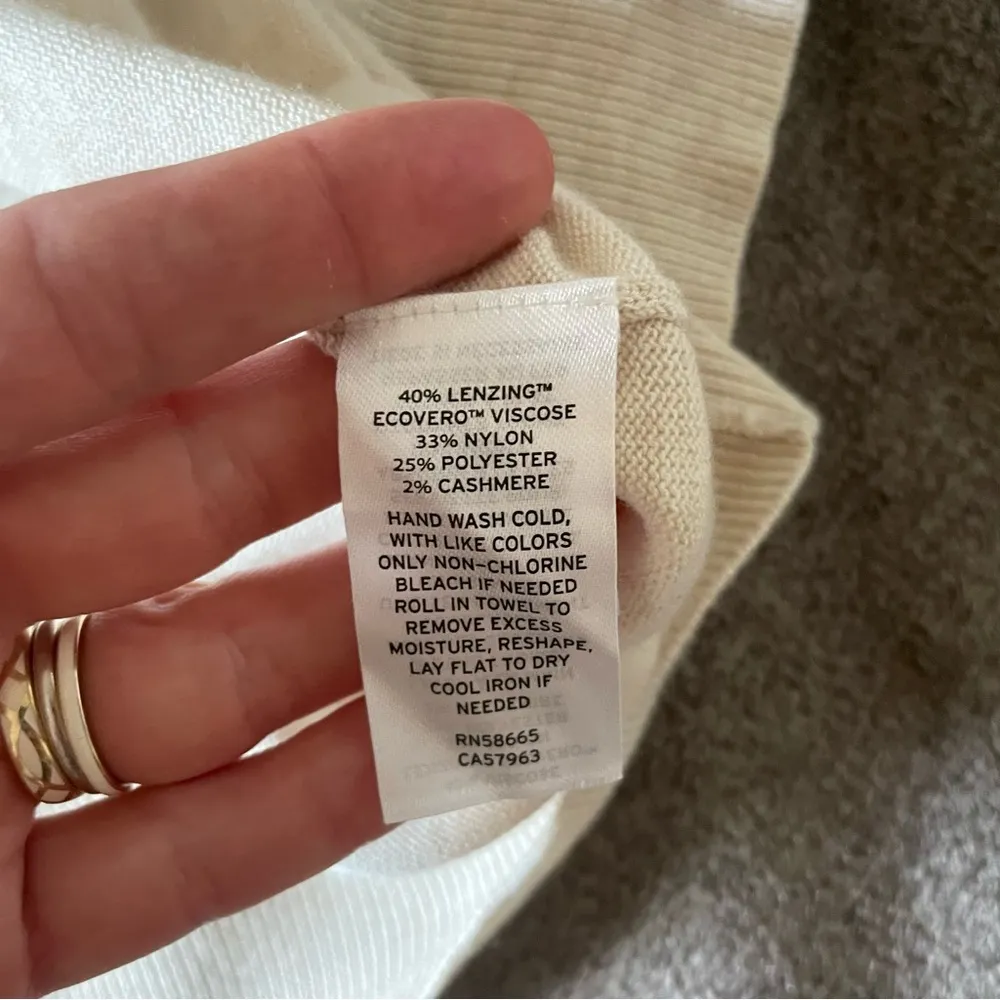 40% LENZING™
ECOVERO™ VISCOSE
33% NYLON
25% POLYESTER
2% CASHMERE
HAND WASH COLD,
WITH LIKE COLORS
ONLY NON-CHLORINE
BLEACH IF NEEDED
ROLL IN TOWEL TO
REMOVE EXCESS
MOISTURE, RESHAPE,
LAY FLAT TO DRY
COOL IRON IF
NEEDED
RN58665
CA57963